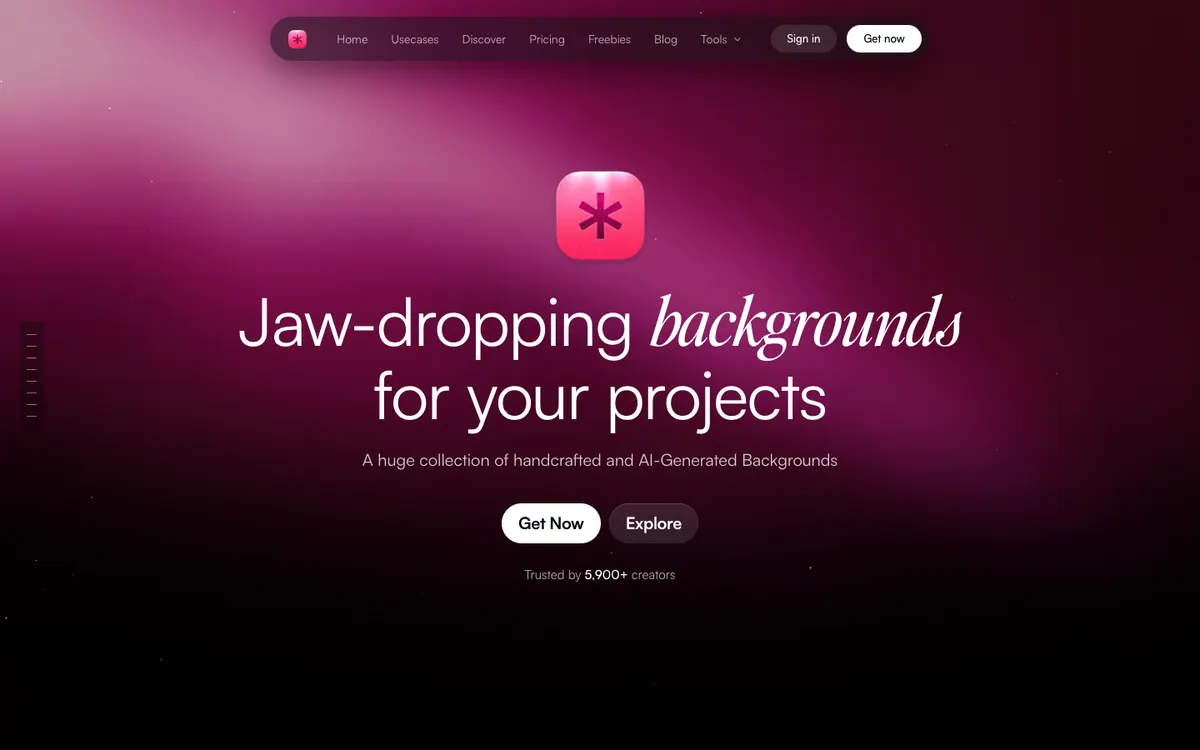 Home Usecases Discover Pricing Freebies Blog Tools Sign in Get now
Jaw-dropping backgrounds
for your projects
A huge collection of handcrafted and AI-Generated Backgrounds
Get Now Explore
Trusted by 5,900+ creators